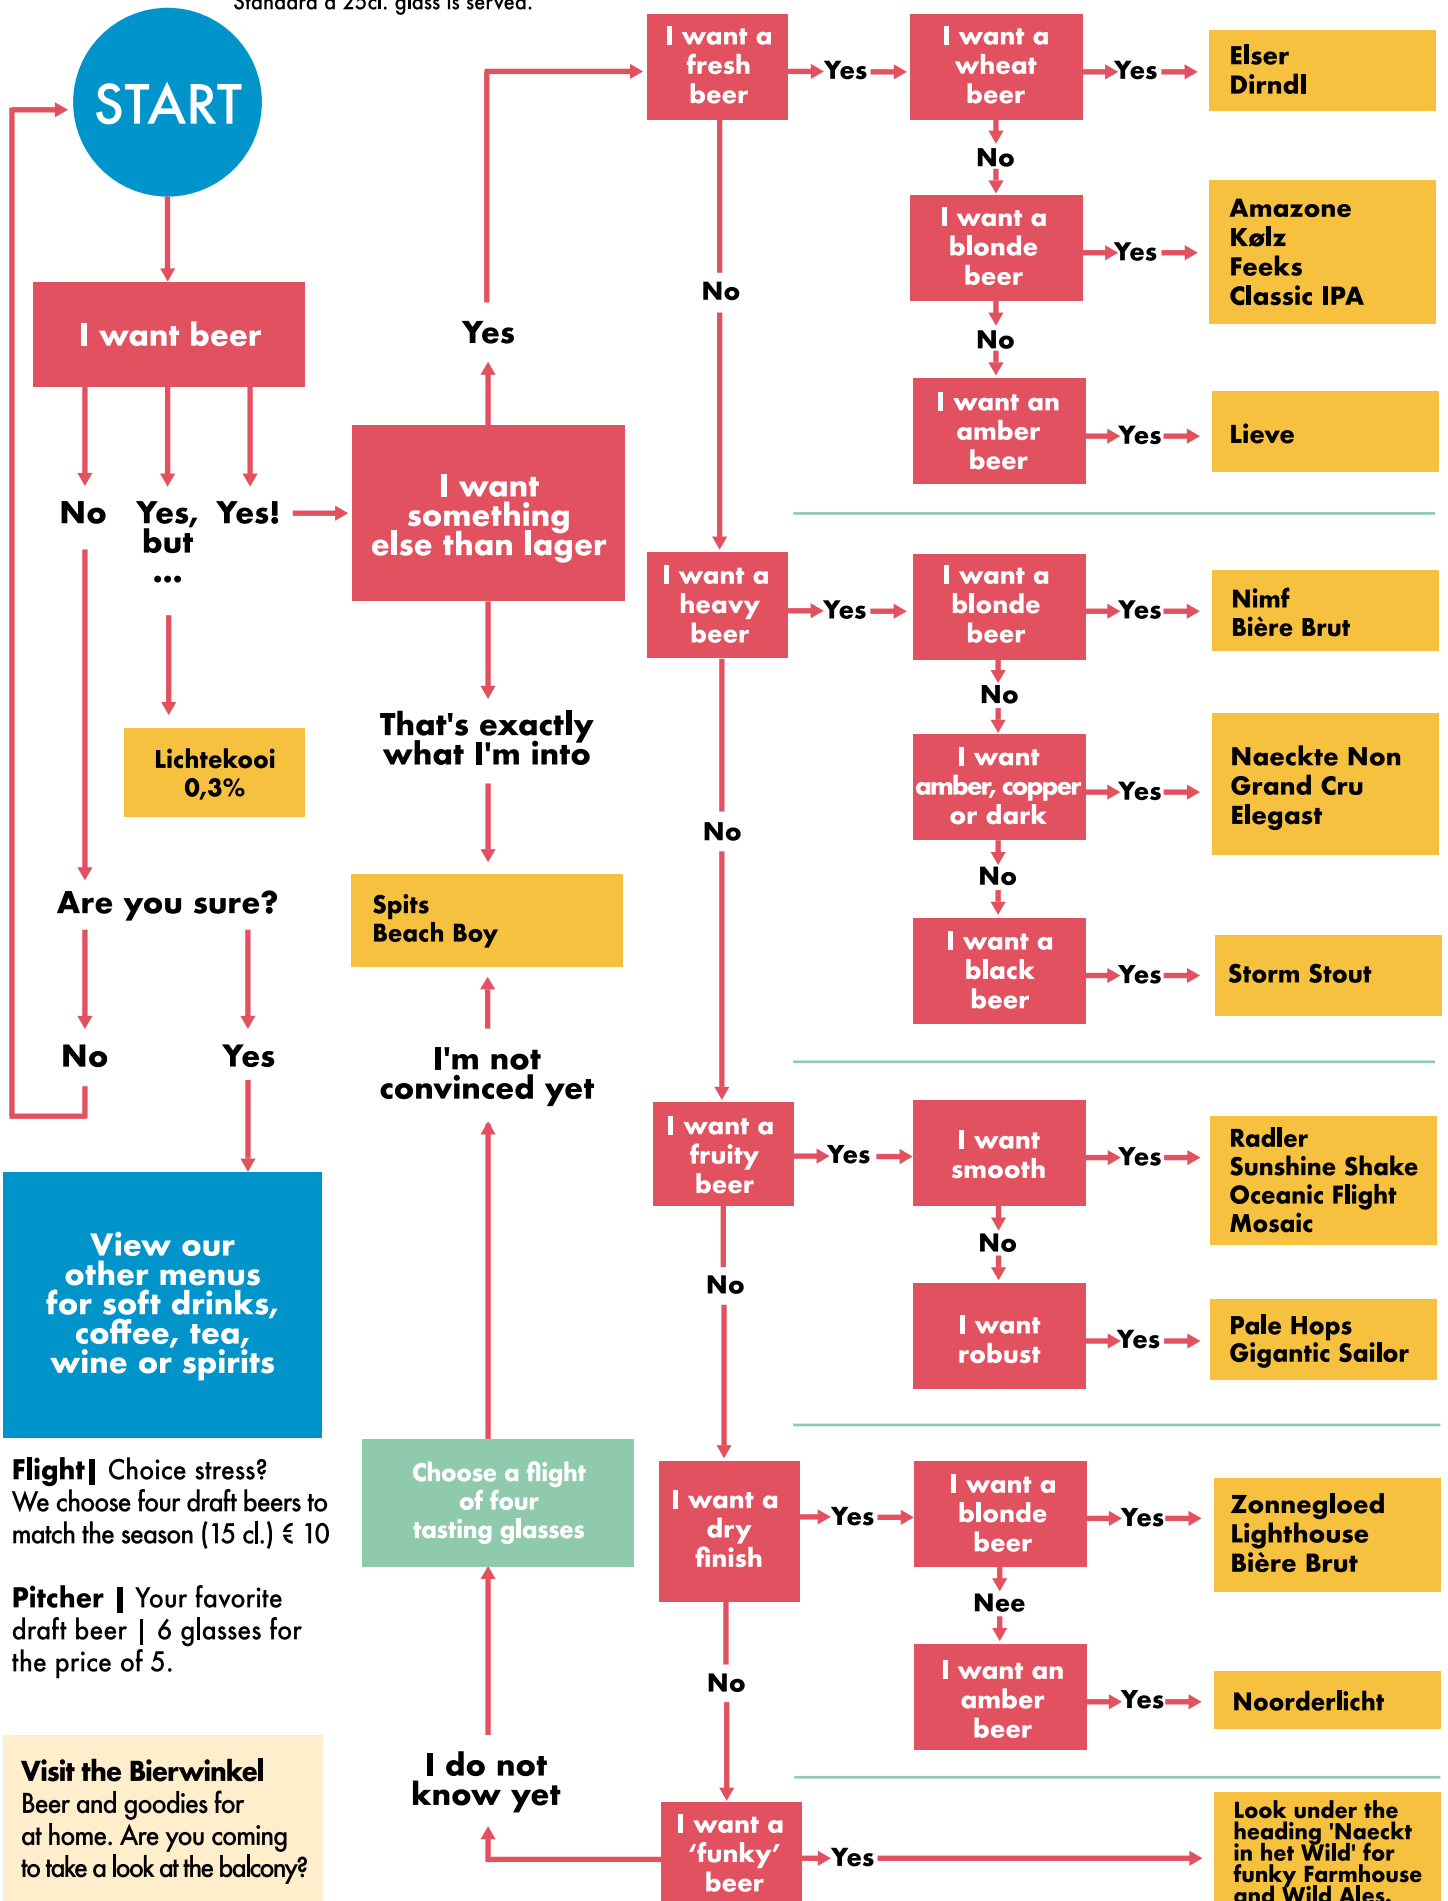 Standard a 25cl. glass is served.
START
I want beer
No
Yes,
but
...
Yes!
Lichtekooi
0,3%
Are you sure?
No
Yes
View our
other menus
for soft drinks,
coffee, tea,
wine or spirits
Flight| Choice stress?
We choose four draft beers to
match the season (15 cl.) € 10
Pitcher | Your favorite
draft beer | 6 glasses for
the price of 5.
Visit the Bierwinkel
Beer and goodies for
at home. Are you coming
to take a look at the balcony?
Yes
I want
something
else than lager
That's exactly
what I'm into
Spits
Beach Boy
I'm not
convinced yet
Choose a flight
of four
tasting glasses
I do not
know yet
I want a
fresh
beer
Yes
I want a
wheat
beer
Yes
Elser
Dirndl
No
I want a
blonde
beer
Yes
Amazone
Kølz
Feeks
Classic IPA
No
I want an
amber
beer
Yes
Lieve
No
I want a
heavy
beer
Yes
I want a
blonde
beer
Yes
Nimf
Bière Brut
No
I want
amber, copper
or dark
Yes
Naeckte Non
Grand Cru
Elegast
No
I want a
black
beer
Yes
Storm Stout
No
I want a
fruity
beer
Yes
I want
smooth
Yes
Radler
Sunshine Shake
Oceanic Flight
Mosaic
No
I want
robust
Yes
Pale Hops
Gigantic Sailor
No
I want a
dry
finish
Yes
I want a
blonde
beer
Yes
Zonnegloed
Lighthouse
Bière Brut
Nee
I want an
amber
beer
Yes
Noorderlicht
No
I want a
‘funky’
beer
Yes
Look under the
heading 'Naeckt
in het Wild' for
funky Farmhouse
and Wild Ales.